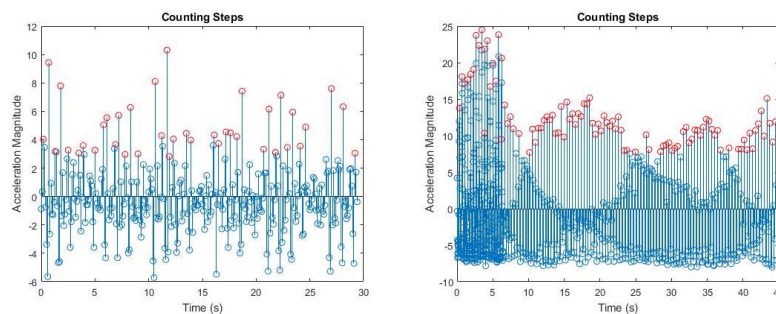 Counting Steps
12
10
8
6
4
2
0
-2
-4
-6
Acceleration Magnitude
0 5 10 15 20 25 30
Time (s)
Counting Steps
25
20
15
10
5
0
-5
-10
Acceleration Magnitude
0 5 10 15 20 25 30 35 40 45
Time (s)